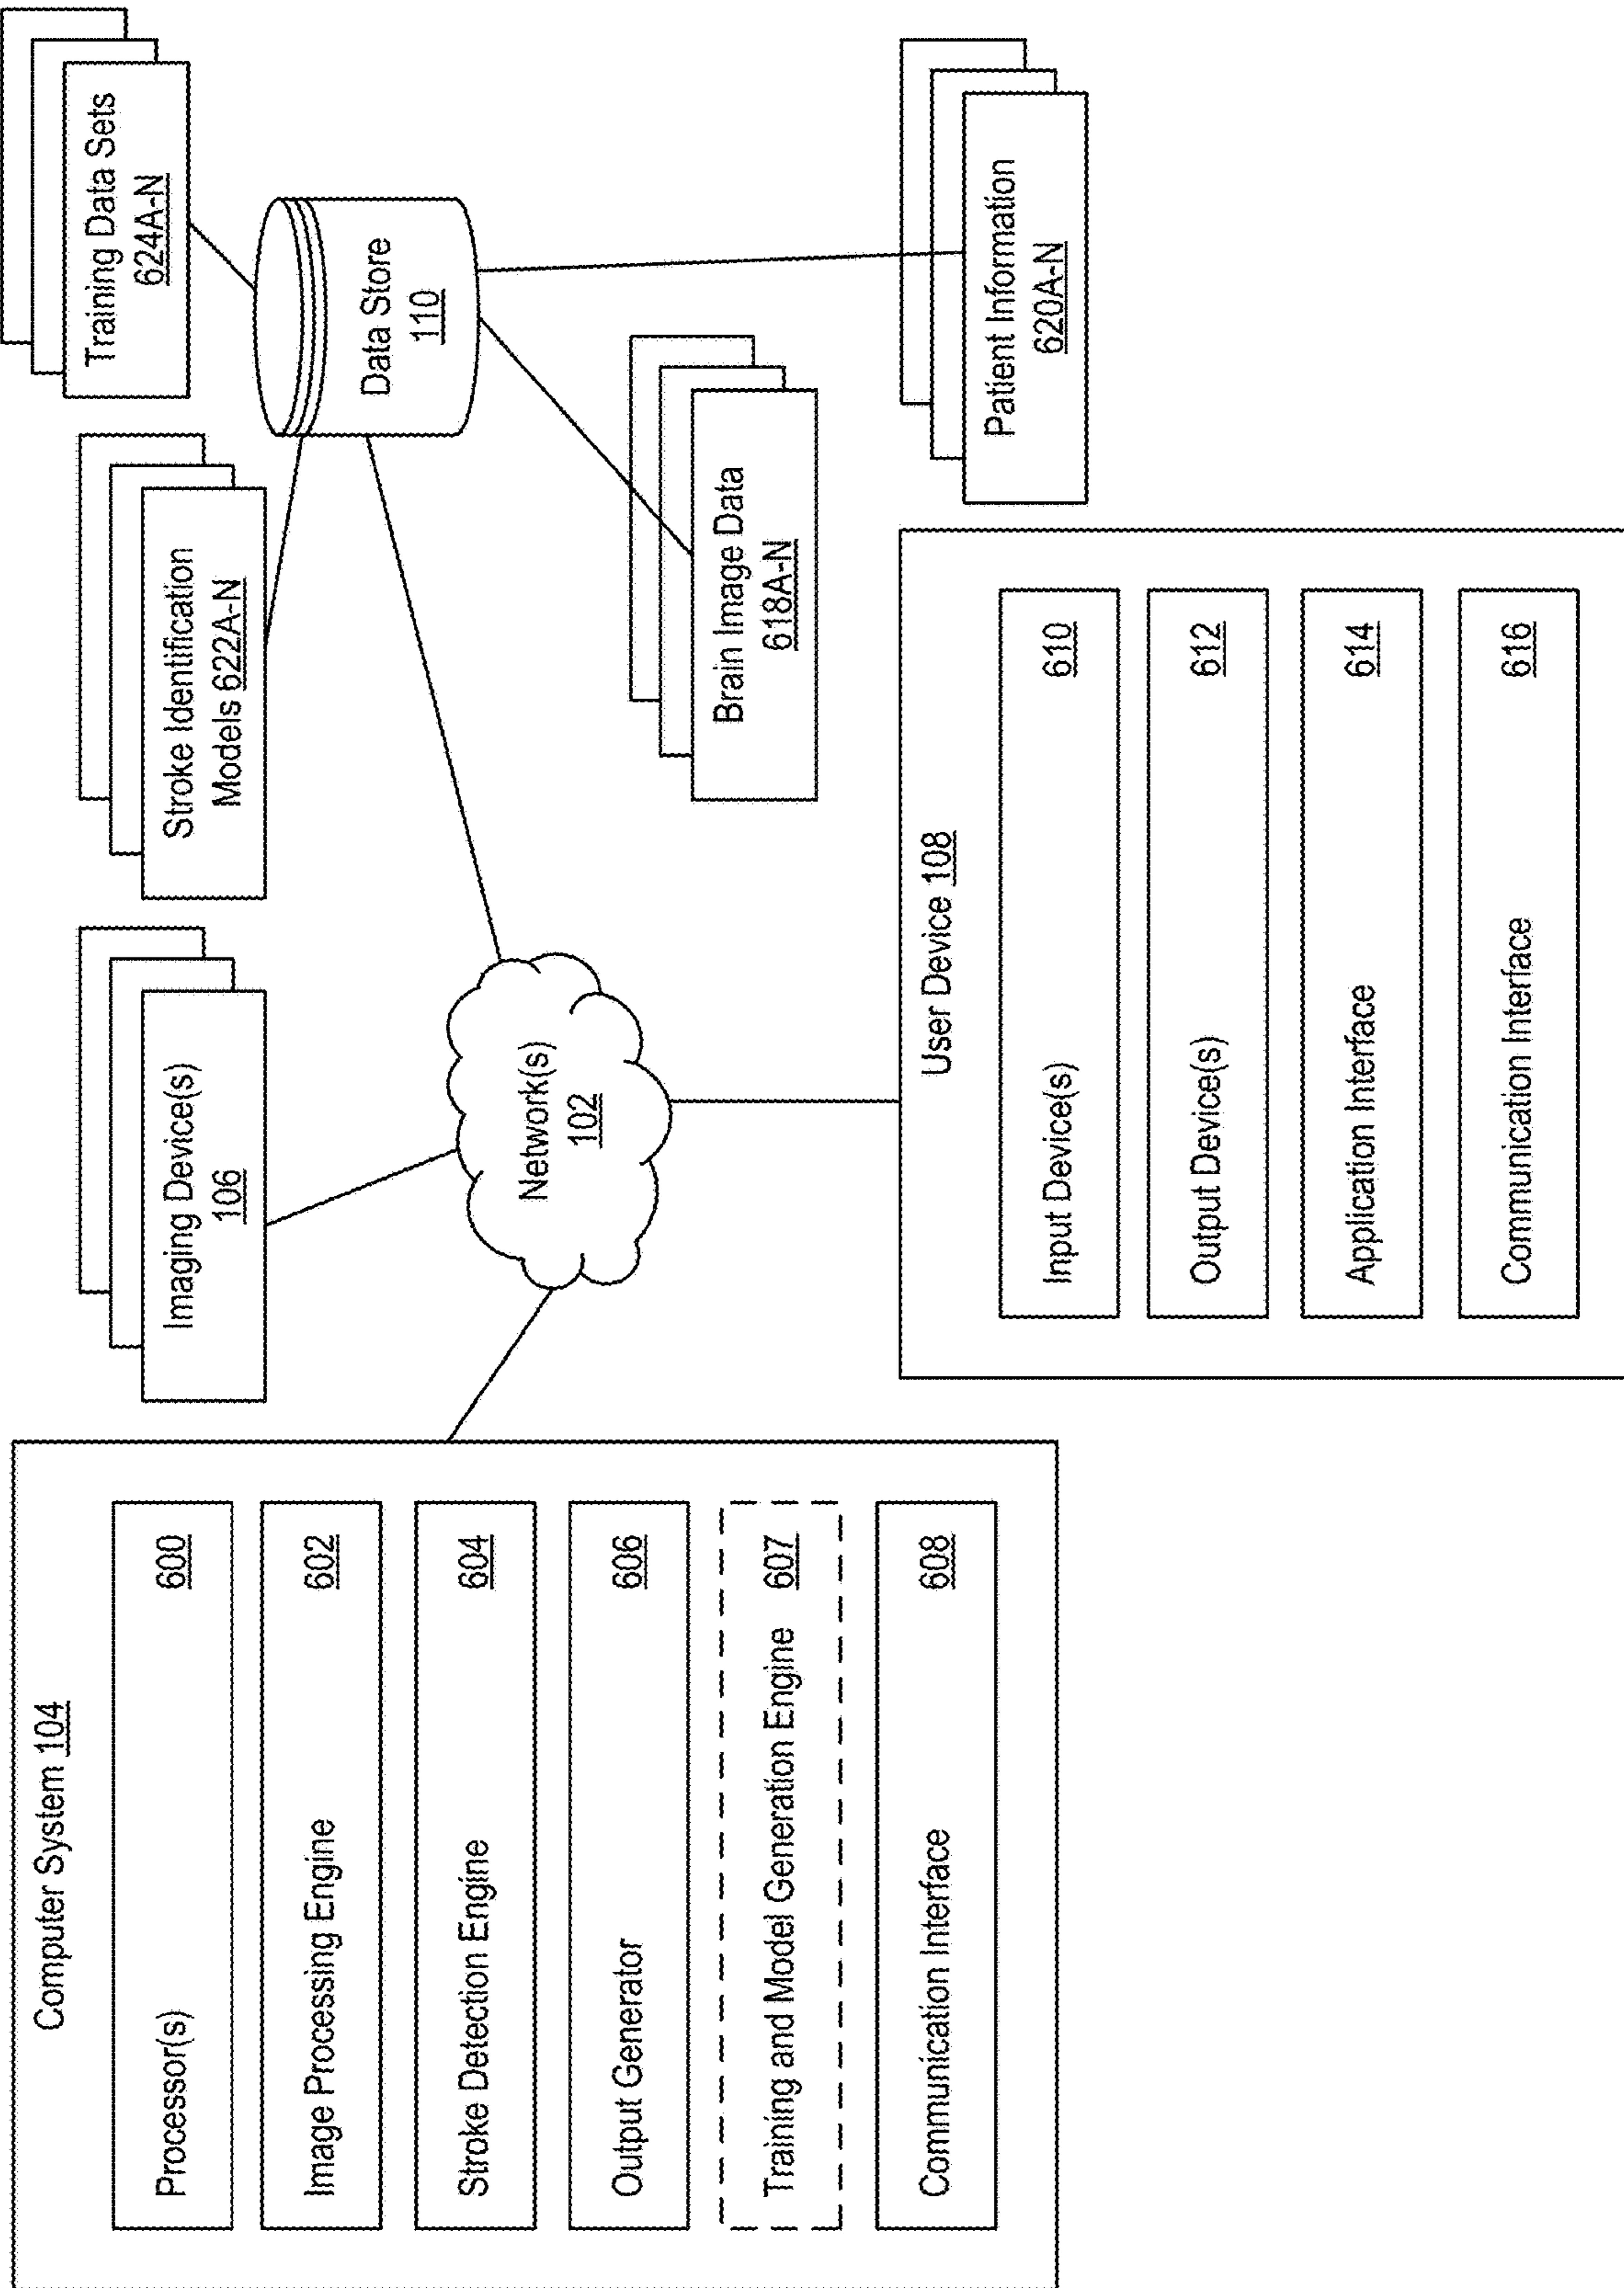 Computer System 104
Processor(s) 600
Image Processing Engine 602
Stroke Detection Engine 604
Output Generator 606
Training and Model Generation Engine 607
Communication Interface 608
Imaging Device(s)
106
Network(s)
102
Stroke Identification
Models 622A-N
Training Data Sets
624A-N
Data Store
110
Brain Image Data
618A-N
Patient Information
620A-N
User Device 108
Input Device(s) 610
Output Device(s) 612
Application Interface 614
Communication Interface 616